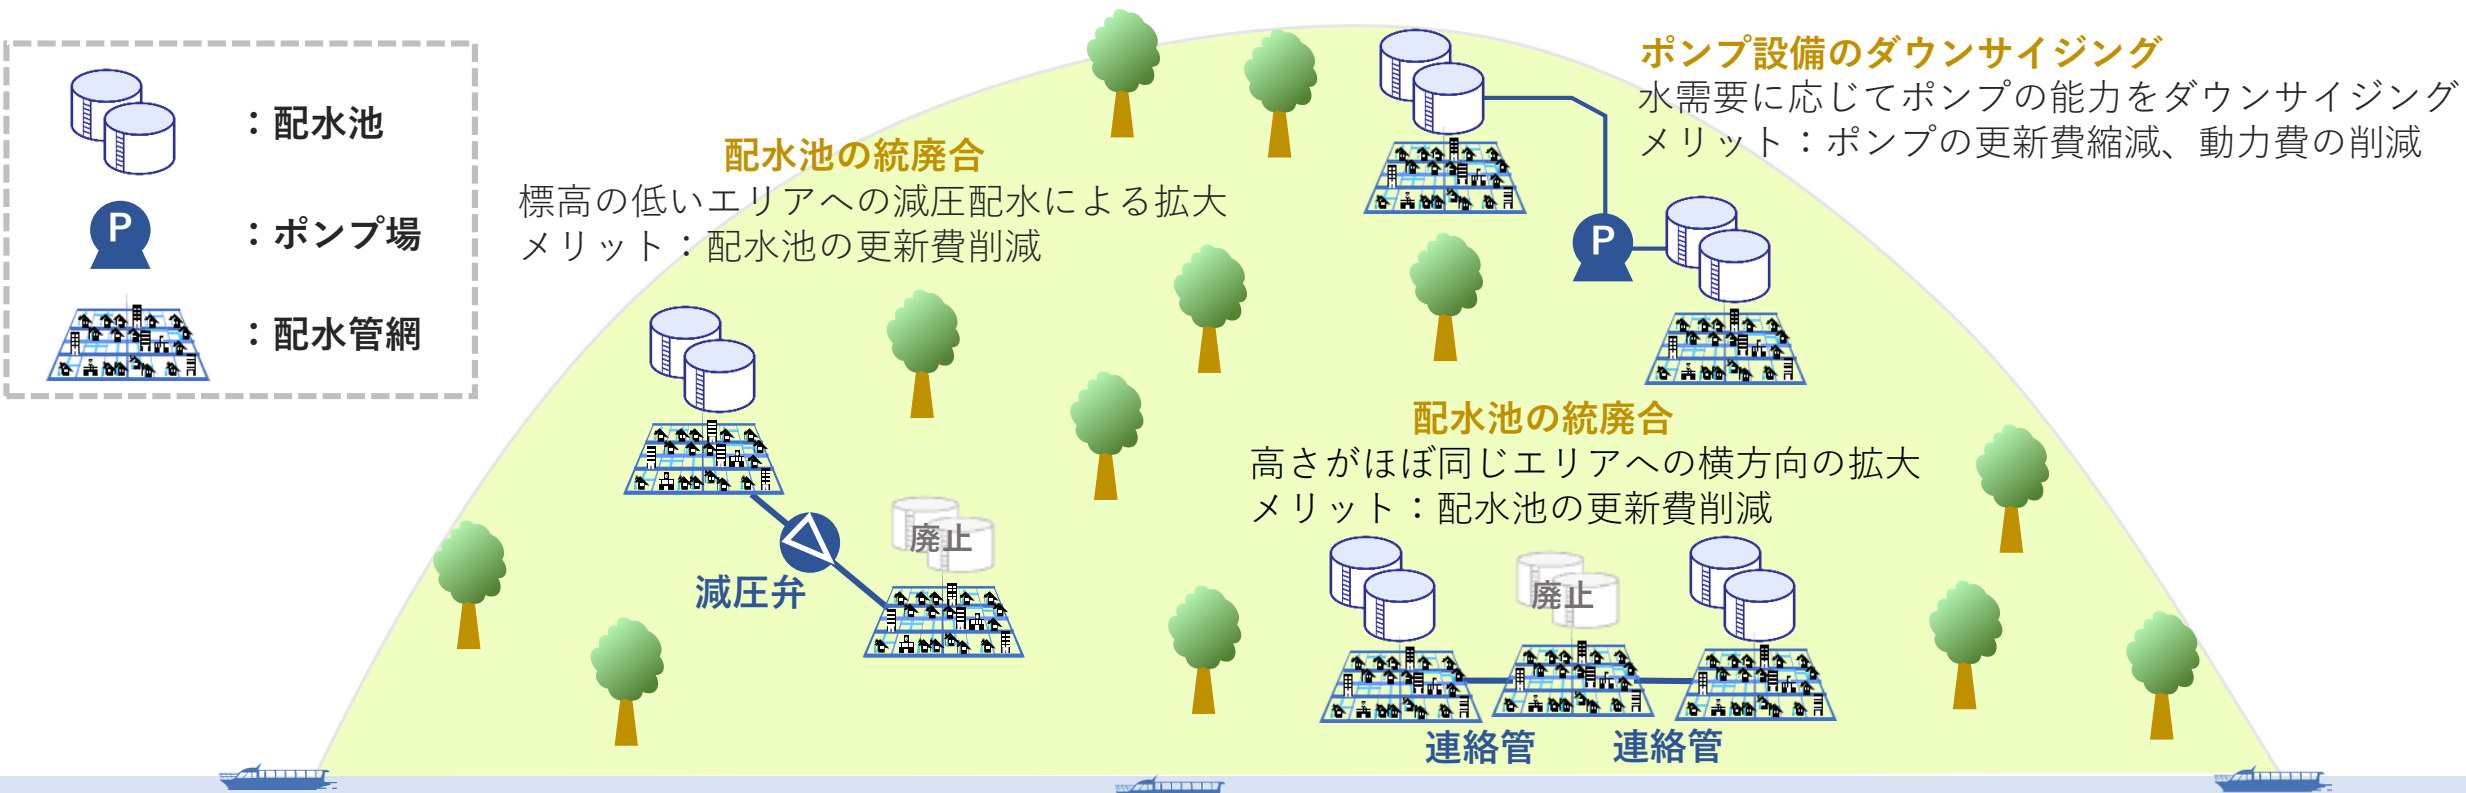 ：配水池
P
：ポンプ場
：配水管網
配水池の統廃合
標高の低いエリアへの減圧配水による拡大
メリット：配水池の更新費削減
減圧弁
廃止
ポンプ設備のダウンサイジング
水需要に応じてポンプの能力をダウンサイジング
メリット：ポンプの更新費縮減、動力費の削減
P
配水池の統廃合
高さがほぼ同じエリアへの横方向の拡大
メリット：配水池の更新費削減
廃止
連絡管
連絡管